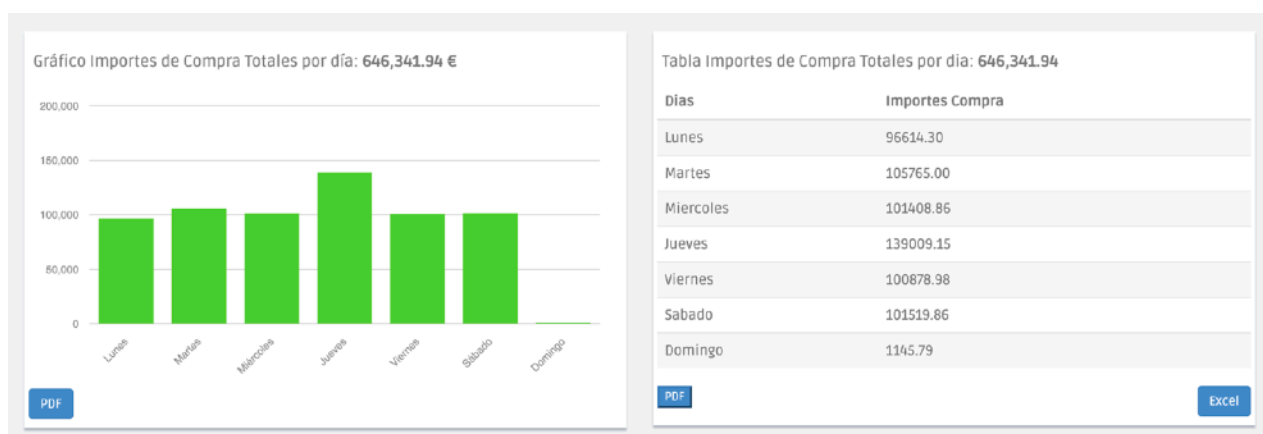 Gráfico Importes de Compra Totales por día: 646,341.94 €
200,000
150,000
100,000
50,000
0
Lunes
Martes
Miércoles
Jueves
Viernes
Sábado
Domingo
PDF
Tabla Importes de Compra Totales por dia: 646,341.94
Dias Importes Compra
Lunes 96614.30
Martes 105765.00
Miercoles 101408.86
Jueves 139009.15
Viernes 100878.98
Sabado 101519.86
Domingo 1145.79
PDF Excel